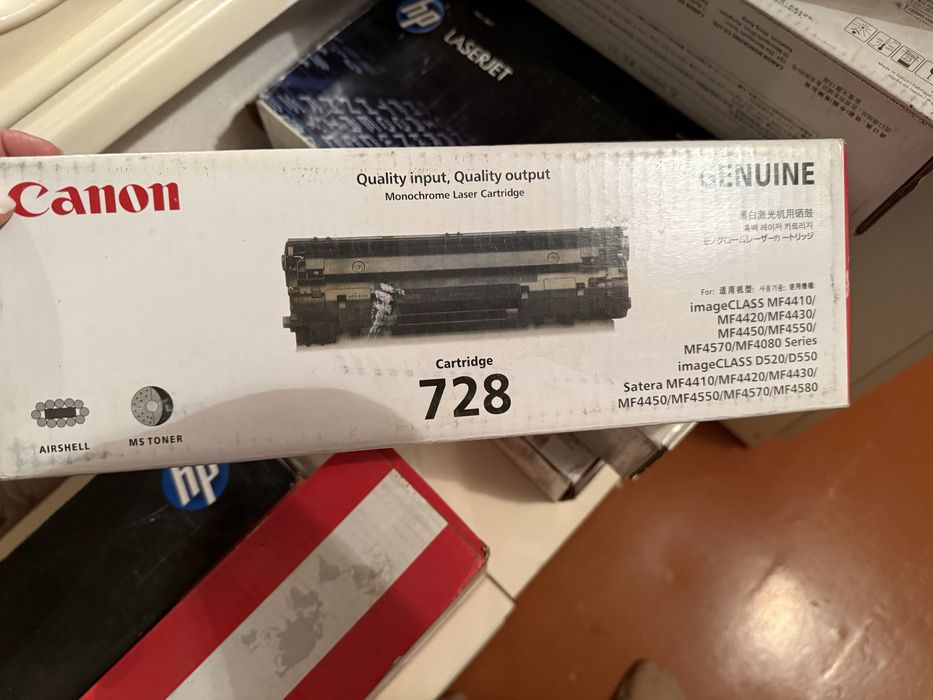 hp
LASERJET
Canon
Quality input, Quality output
Monochrome Laser Cartridge
GENUINE
黑白激光机用硒鼓
흑백 레이저 카트리지
モノクロームレーザーカートリッジ
For: 适用机型: 사용기종: 使用機種:
imageCLASS MF4410/
MF4420/MF4430/
MF4450/MF4550/
MF4570/MF4080 Series
imageCLASS D520/D550
Satera MF4410/MF4420/MF4430/
MF4450/MF4550/MF4570/MF4580
Cartridge
728
AIRSHELL
MS TONER
hp